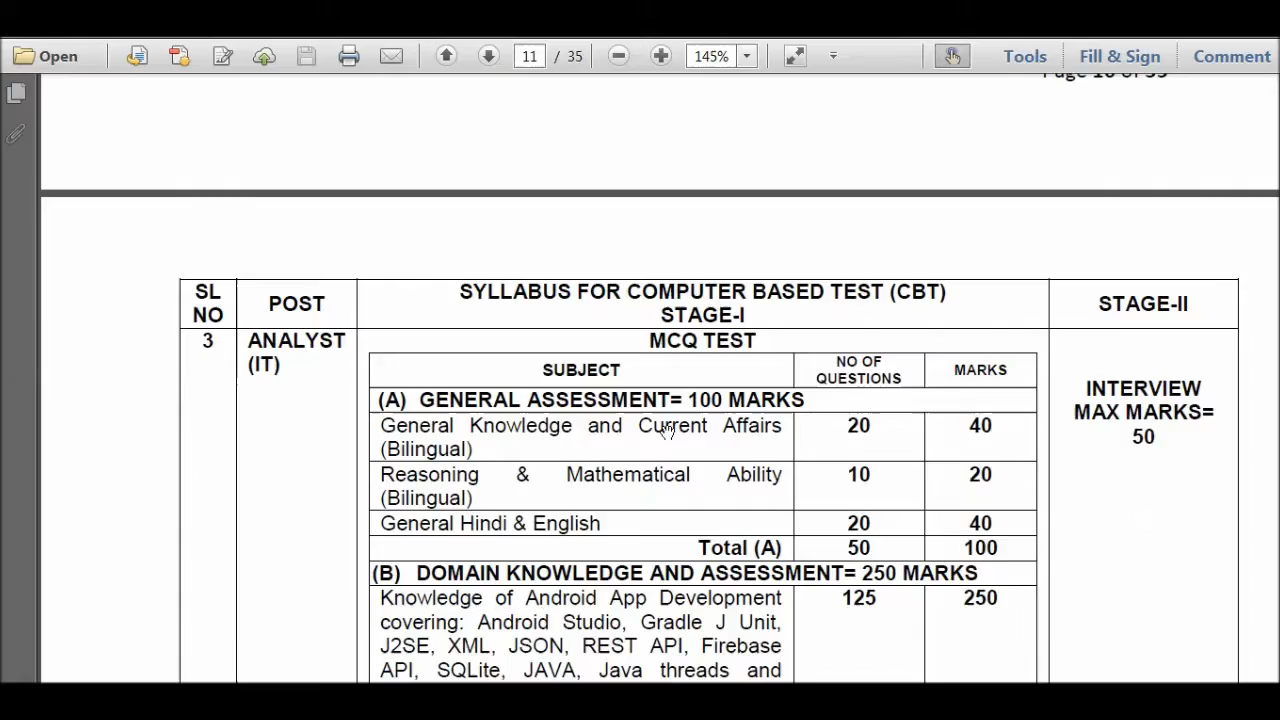 Open
11 / 35
145%
Tools
Fill & Sign
Comment
SL NO
POST
SYLLABUS FOR COMPUTER BASED TEST (CBT)
STAGE-I
STAGE-II
3
ANALYST
(IT)
MCQ TEST
SUBJECT
NO OF
QUESTIONS
MARKS
(A) GENERAL ASSESSMENT= 100 MARKS
General Knowledge and Current Affairs 20 40
(Bilingual)
Reasoning & Mathematical Ability 10 20
(Bilingual)
General Hindi & English 20 40
Total (A) 50 100
(B) DOMAIN KNOWLEDGE AND ASSESSMENT= 250 MARKS
Knowledge of Android App Development 125 250
covering: Android Studio, Gradle J Unit,
J2SE, XML, JSON, REST API, Firebase
API, SQLite, JAVA, Java threads and
INTERVIEW
MAX MARKS=
50